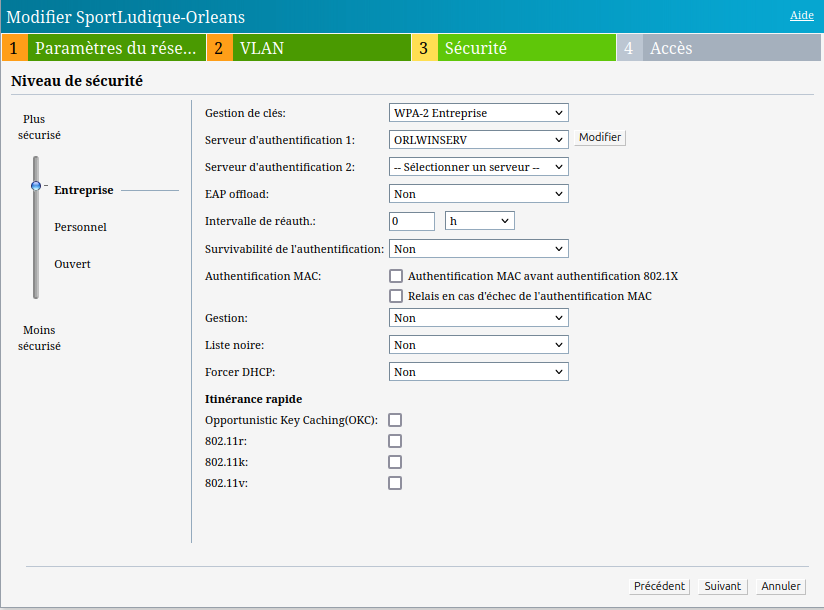 Modifier SportLudique-Orleans
Aide
1 Paramètres du rése...
2 VLAN
3 Sécurité
4 Accès
Niveau de sécurité
Plus
sécurisé
Entreprise
Personnel
Ouvert
Moins
sécurisé
Gestion de clés: WPA-2 Entreprise
Serveur d'authentification 1: ORLWINSERV Modifier
Serveur d'authentification 2: -- Sélectionner un serveur --
EAP offload: Non
Intervalle de réauth.: 0 h
Survivabilité de l'authentification: Non
Authentification MAC: Authentification MAC avant authentification 802.1X
Relais en cas d'échec de l'authentification MAC
Gestion: Non
Liste noire: Non
Forcer DHCP: Non
Itinérance rapide
Opportunistic Key Caching(OKC):
802.11r:
802.11k:
802.11v:
Précédent Suivant Annuler